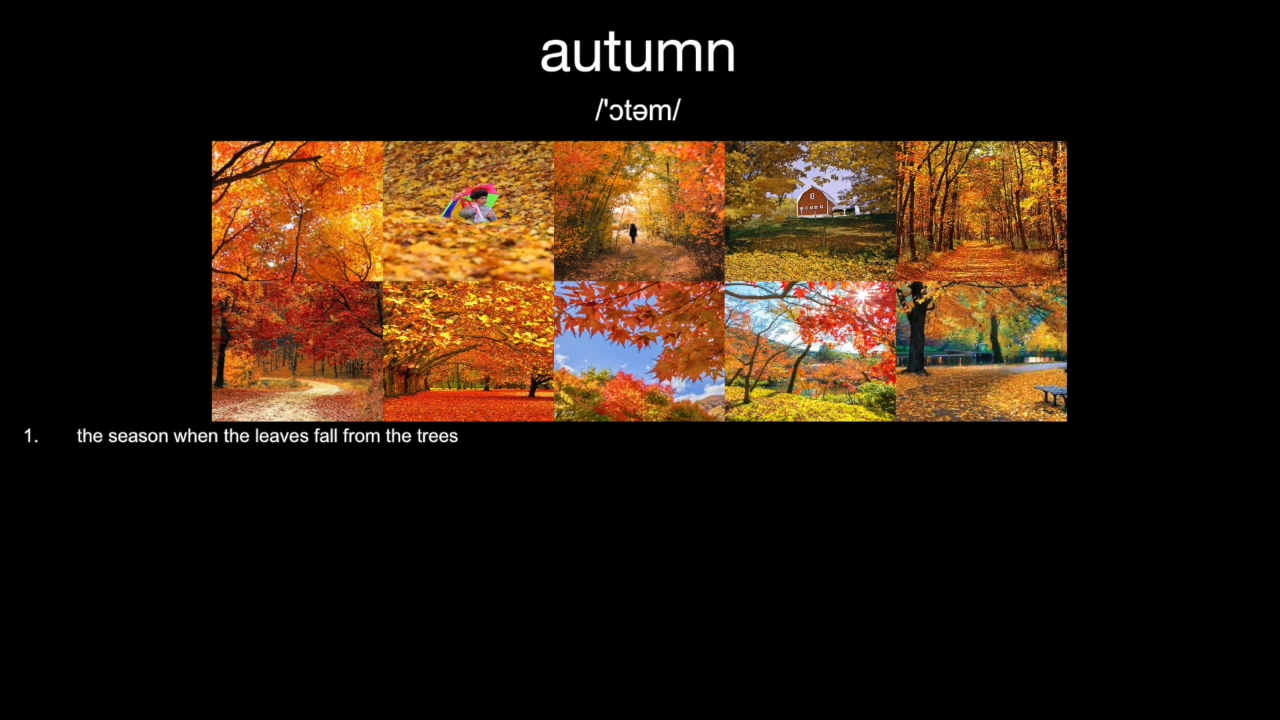 autumn
/'ɔtəm/
1. the season when the leaves fall from the trees